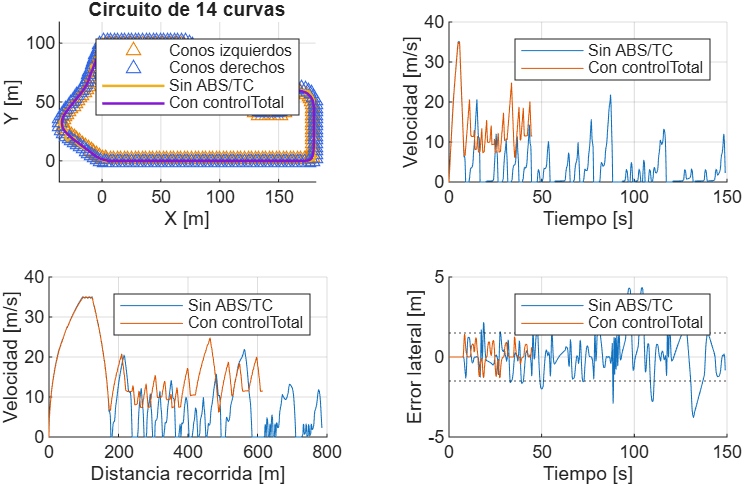 Circuito de 14 curvas
Y [m]
100
50
0
Conos izquierdos
Conos derechos
Sin ABS/TC
Con controlTotal
0 50 100 150
X [m]
Velocidad [m/s]
40
30
20
10
0
Sin ABS/TC
Con controlTotal
0 50 100 150
Tiempo [s]
Velocidad [m/s]
40
30
20
10
0
Sin ABS/TC
Con controlTotal
0 200 400 600 800
Distancia recorrida [m]
Error lateral [m]
5
0
-5
Sin ABS/TC
Con controlTotal
0 50 100 150
Tiempo [s]